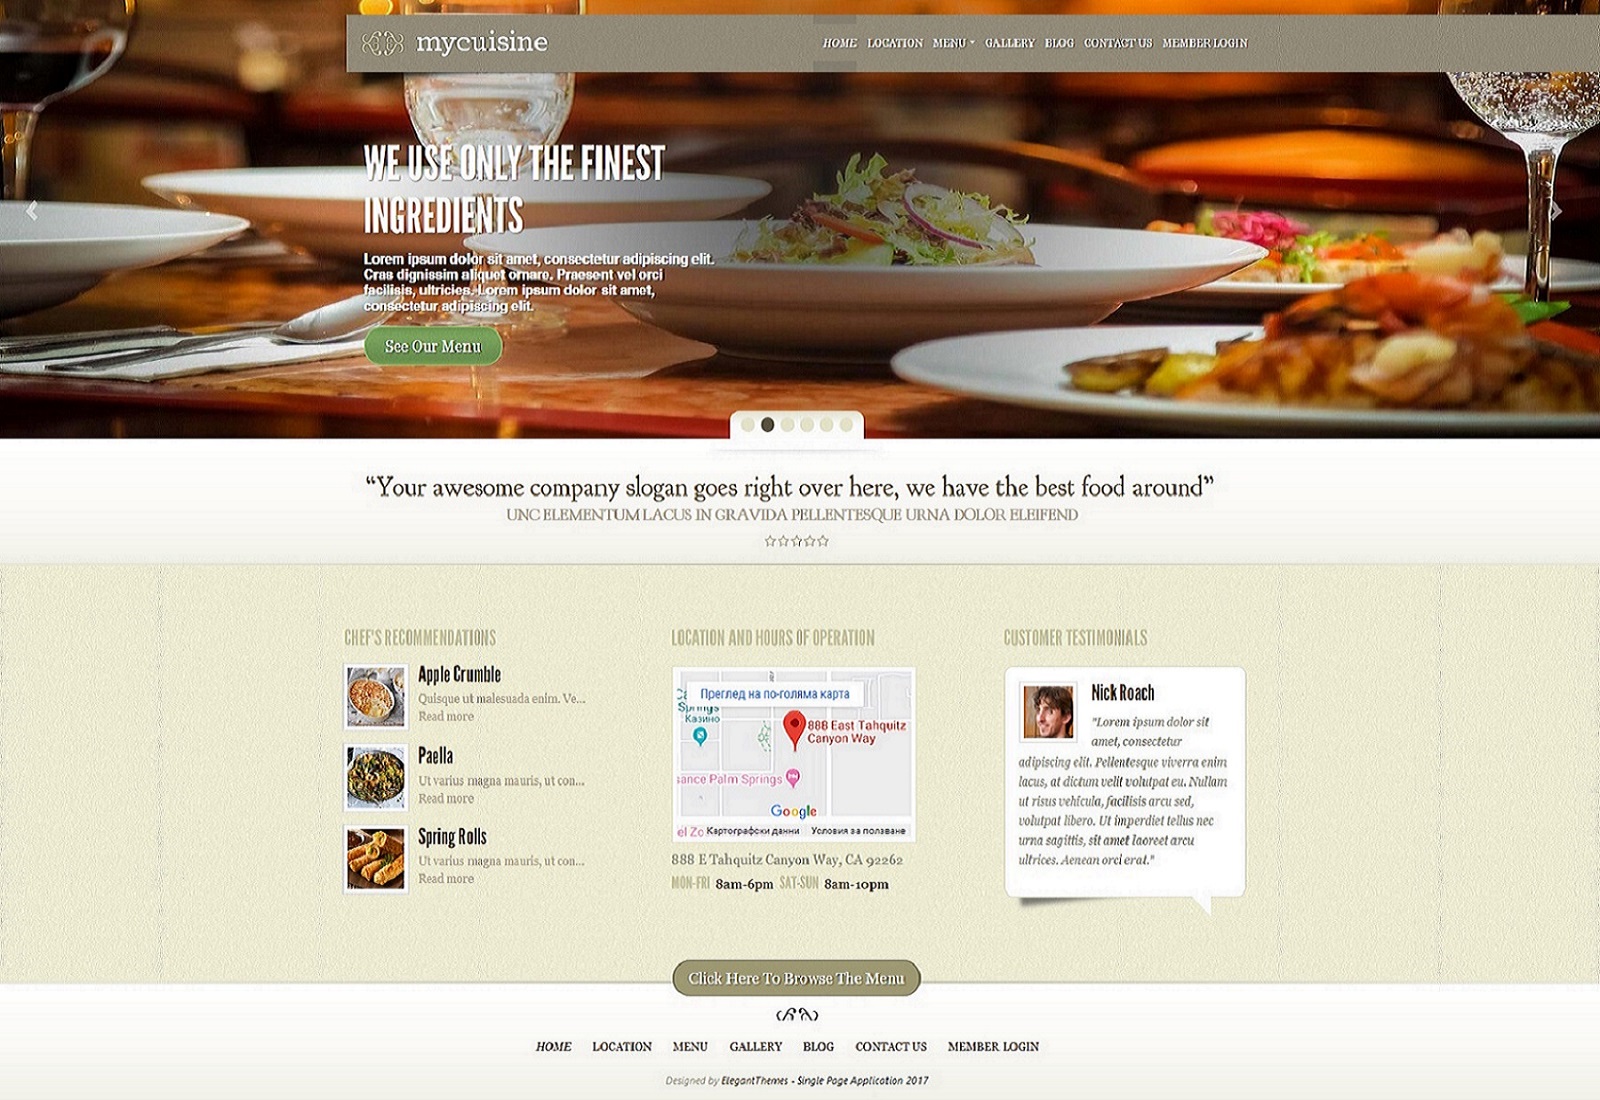 mycuisine
HOME LOCATION MENU GALLERY BLOG CONTACT US MEMBER LOGIN
WE USE ONLY THE FINEST
INGREDIENTS
Lorem ipsum dolor sit amet, consectetur adipiscing elit.
Cras dignissim aliquet ornare. Praesent vel orci
facilisis, ultricies. Lorem ipsum dolor sit amet,
consectetur adipiscing elit.
See Our Menu
“Your awesome company slogan goes right over here, we have the best food around”
UNC ELEMENTUM LACUS IN GRAVIDA PELLENTESQUE URNA DOLOR ELEIFEND
CHEF'S RECOMMENDATIONS
Apple Crumble
Quisque ut malesuada enim. Ve...
Read more
Paella
Ut varius magna mauris, ut con...
Read more
Spring Rolls
Ut varius magna mauris, ut con...
Read more
LOCATION AND HOURS OF OPERATION
Преглед на по-голяма карта
Springs
Казино
888 East Tahquitz
Canyon Way
sance Palm Springs
Google
el Zo
Картографски данни Условия за ползване
888 E Tahquitz Canyon Way, CA 92262
MON-FRI 8am-6pm SAT-SUN 8am-10pm
CUSTOMER TESTIMONIALS
Nick Roach
"Lorem ipsum dolor sit
amet, consectetur
adipiscing elit. Pellentesque viverra enim
lacus, at dictum velit volutpat eu. Nullam
ut risus vehicula, facilisis arcu sed,
volutpat libero. Ut imperdiet tellus nec
urna sagittis, sit amet laoreet arcu
ultrices. Aenean orci erat."
Click Here To Browse The Menu
HOME LOCATION MENU GALLERY BLOG CONTACT US MEMBER LOGIN
Designed by ElegantThemes - Single Page Application 2017